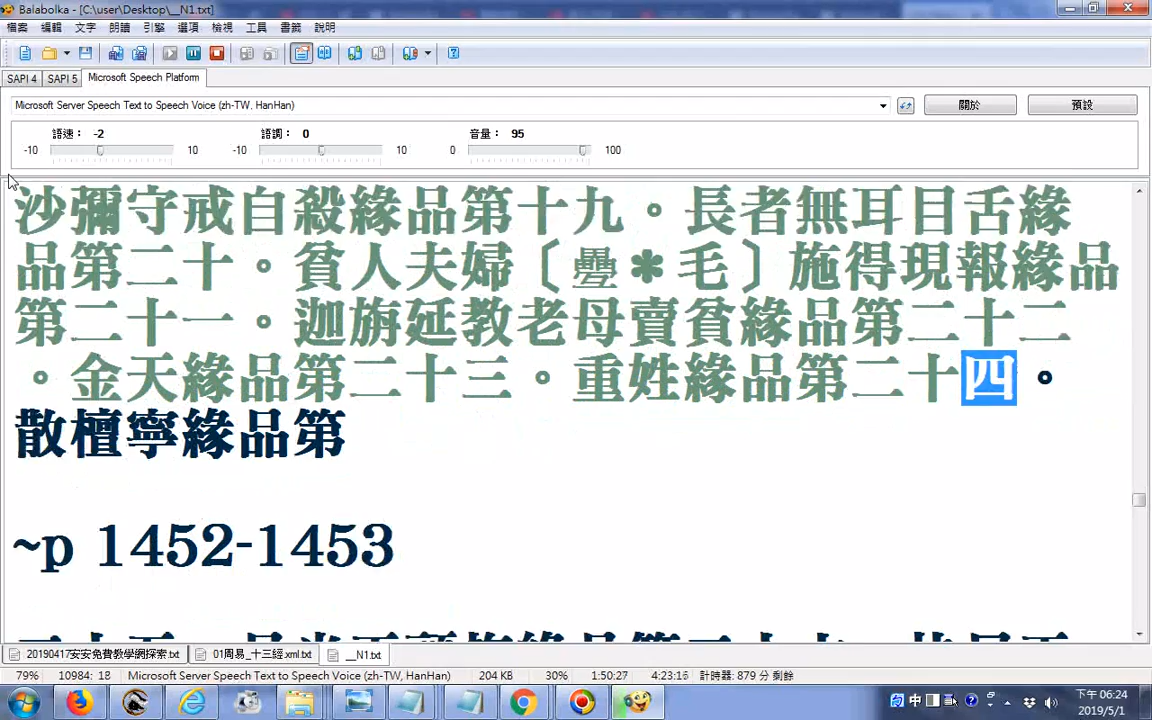 Balabolka - [C:\user\Desktop\__N1.txt]
檔案 編輯 文字 朗讀 引擎 選項 檢視 工具 書籤 說明
SAPI 4 SAPI 5 Microsoft Speech Platform
Microsoft Server Speech Text to Speech Voice (zh-TW, HanHan) 關於 預設
語速： -2 語調： 0 音量： 95
-10 10 -10 10 0 100
沙彌守戒自殺緣品第十九。長者無耳目舌緣
品第二十。貧人夫婦〔疊＊毛〕施得現報緣品
第二十一。迦旃延教老母賣貧緣品第二十二
。金天緣品第二十三。重姓緣品第二十四。
散檀寧緣品第
~p 1452-1453
20190417安安免費教學網探索.txt 01周易_十三經.xml.txt __N1.txt
79% 10984: 18 Microsoft Server Speech Text to Speech Voice (zh-TW, HanHan) 204 KB 30% 1:50:27 4:23:16 計時器: 879 分 剩餘
中 下午 06:24
2019/5/1